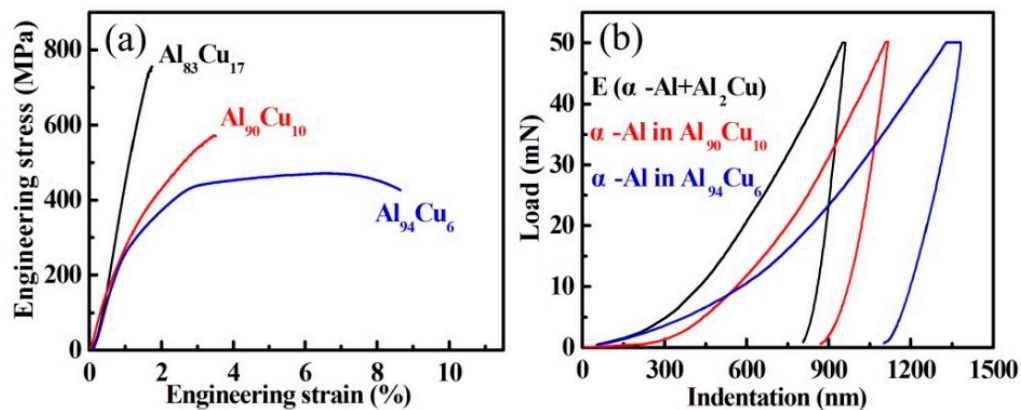 (a)
800
600
400
200
0
Engineering stress (MPa)
Al₈₃Cu₁₇
Al₉₀Cu₁₀
Al₉₄Cu₆
0 2 4 6 8 10
Engineering strain (%)
(b)
50
40
30
20
10
0
Load (mN)
E (α -Al+Al₂Cu)
α -Al in Al₉₀Cu₁₀
α -Al in Al₉₄Cu₆
0 300 600 900 1200 1500
Indentation (nm)